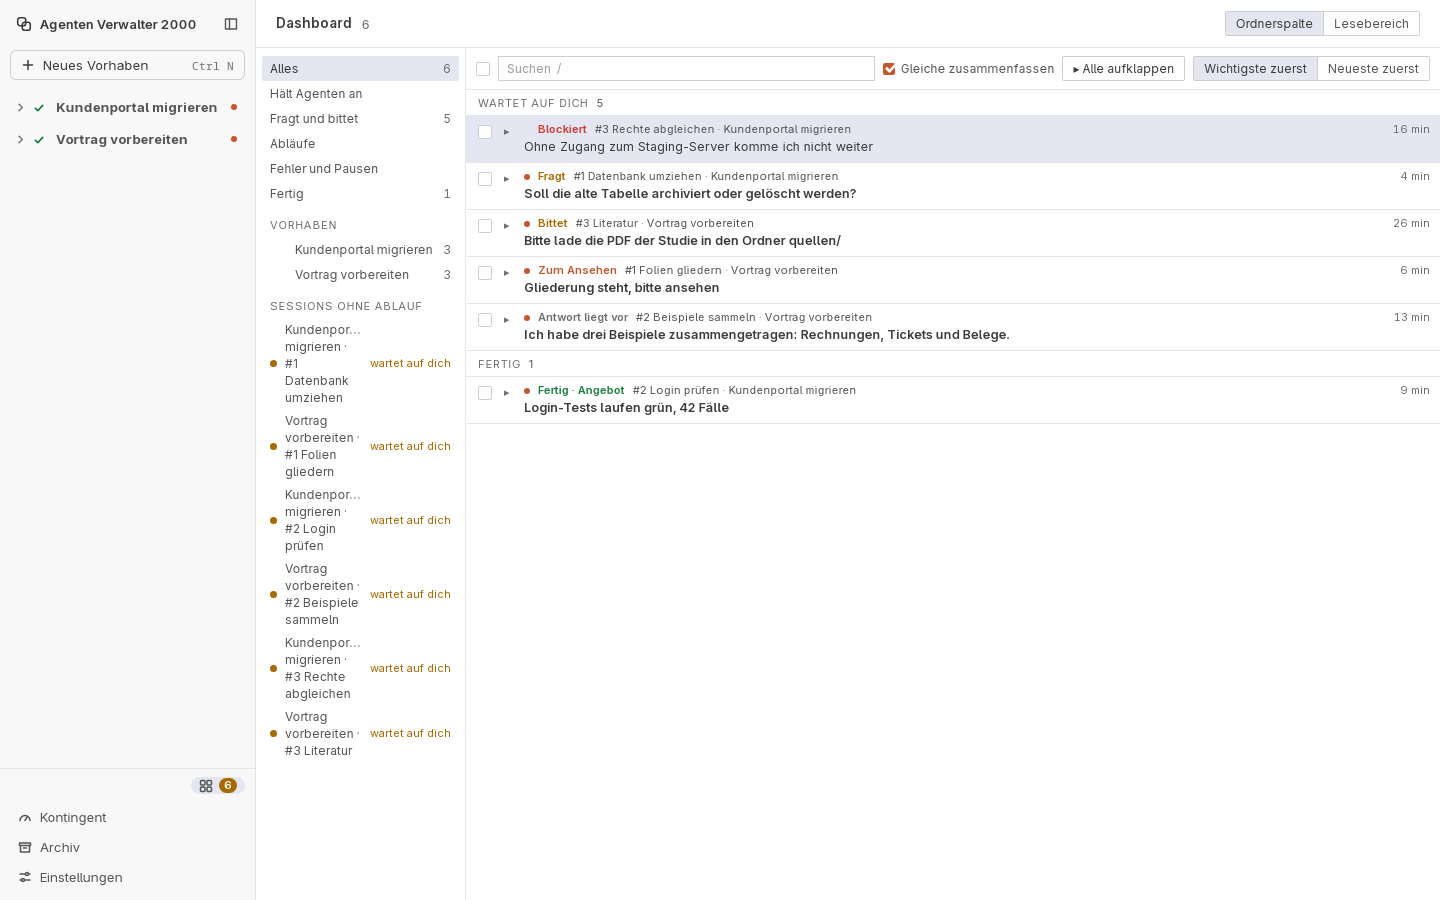 Agenten Verwalter 2000
Neues Vorhaben Ctrl N
Kundenportal migrieren
Vortrag vorbereiten
6
Kontingent
Archiv
Einstellungen
Dashboard 6
Ordnerspalte Lesebereich
Alles 6
Hält Agenten an
Fragt und bittet 5
Abläufe
Fehler und Pausen
Fertig 1
VORHABEN
Kundenportal migrieren 3
Vortrag vorbereiten 3
SESSIONS OHNE ABLAUF
Kundenpor…
migrieren ·
#1
Datenbank
umziehen
wartet auf dich
Vortrag
vorbereiten ·
#1 Folien
gliedern
wartet auf dich
Kundenpor…
migrieren ·
#2 Login
prüfen
wartet auf dich
Vortrag
vorbereiten ·
#2 Beispiele
sammeln
wartet auf dich
Kundenpor…
migrieren ·
#3 Rechte
abgleichen
wartet auf dich
Vortrag
vorbereiten ·
#3 Literatur
wartet auf dich
Suchen /
Gleiche zusammenfassen
▸ Alle aufklappen
Wichtigste zuerst Neueste zuerst
WARTET AUF DICH 5
Blockiert #3 Rechte abgleichen · Kundenportal migrieren 16 min
Ohne Zugang zum Staging-Server komme ich nicht weiter
Fragt #1 Datenbank umziehen · Kundenportal migrieren 4 min
Soll die alte Tabelle archiviert oder gelöscht werden?
Bittet #3 Literatur · Vortrag vorbereiten 26 min
Bitte lade die PDF der Studie in den Ordner quellen/
Zum Ansehen #1 Folien gliedern · Vortrag vorbereiten 6 min
Gliederung steht, bitte ansehen
Antwort liegt vor #2 Beispiele sammeln · Vortrag vorbereiten 13 min
Ich habe drei Beispiele zusammengetragen: Rechnungen, Tickets und Belege.
FERTIG 1
Fertig · Angebot #2 Login prüfen · Kundenportal migrieren 9 min
Login-Tests laufen grün, 42 Fälle